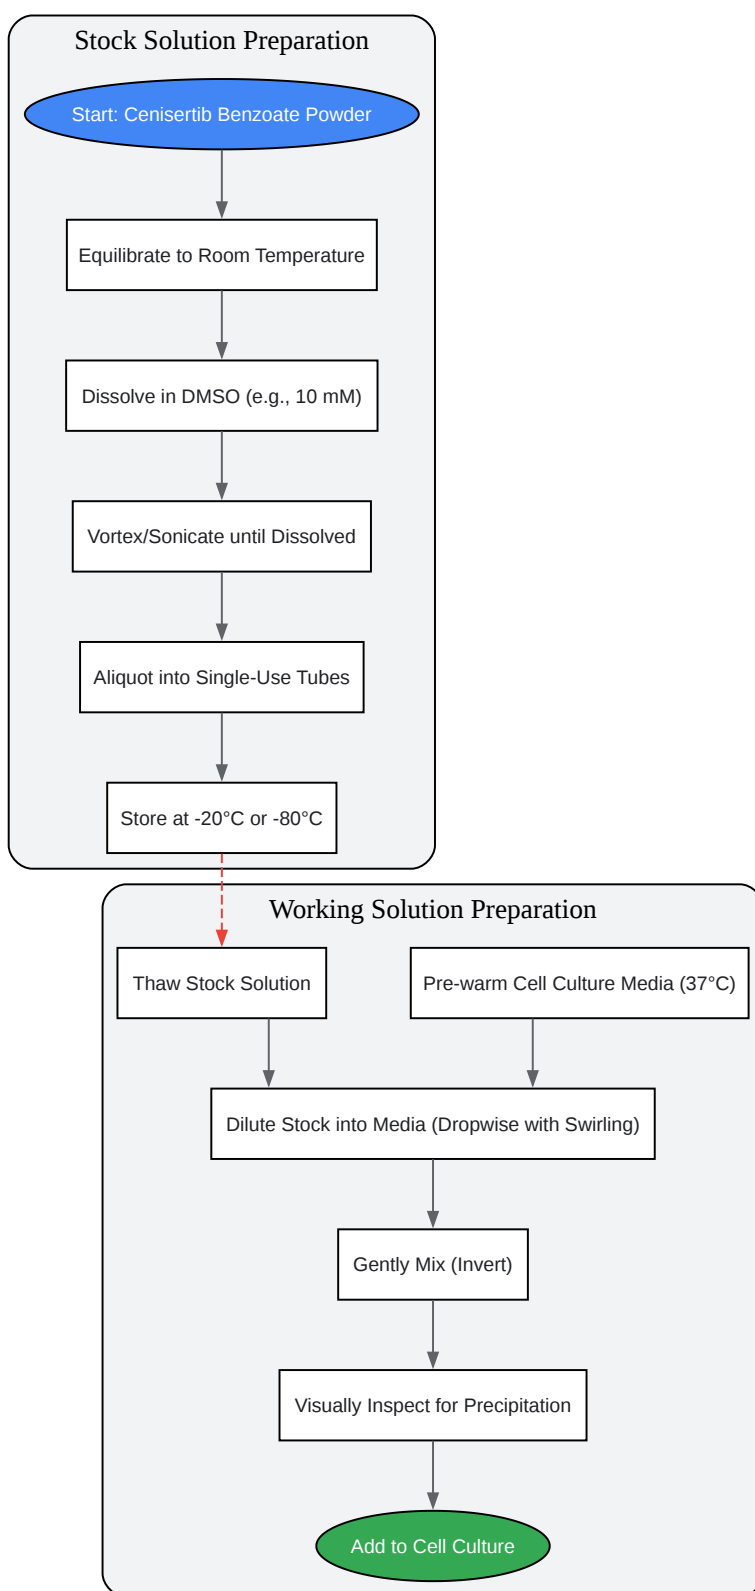 Stock Solution Preparation
Start: Cenisertib Benzoate Powder
Equilibrate to Room Temperature
Dissolve in DMSO (e.g., 10 mM)
Vortex/Sonicate until Dissolved
Aliquot into Single-Use Tubes
Store at -20°C or -80°C
Working Solution Preparation
Thaw Stock Solution
Pre-warm Cell Culture Media (37°C)
Dilute Stock into Media (Dropwise with Swirling)
Gently Mix (Invert)
Visually Inspect for Precipitation
Add to Cell Culture